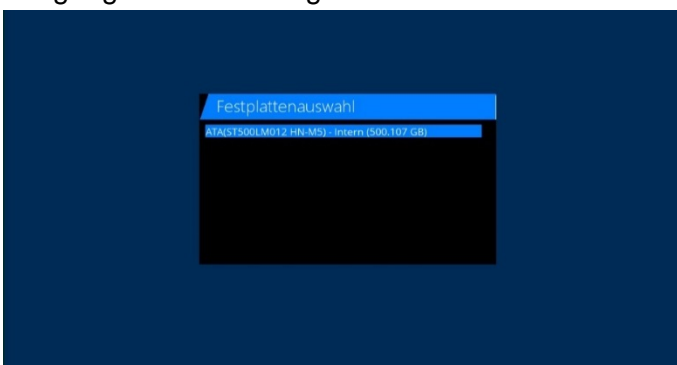 Festplattenauswahl
ATA(ST500LM012 HN-M5) - Intern (500.107 GB)